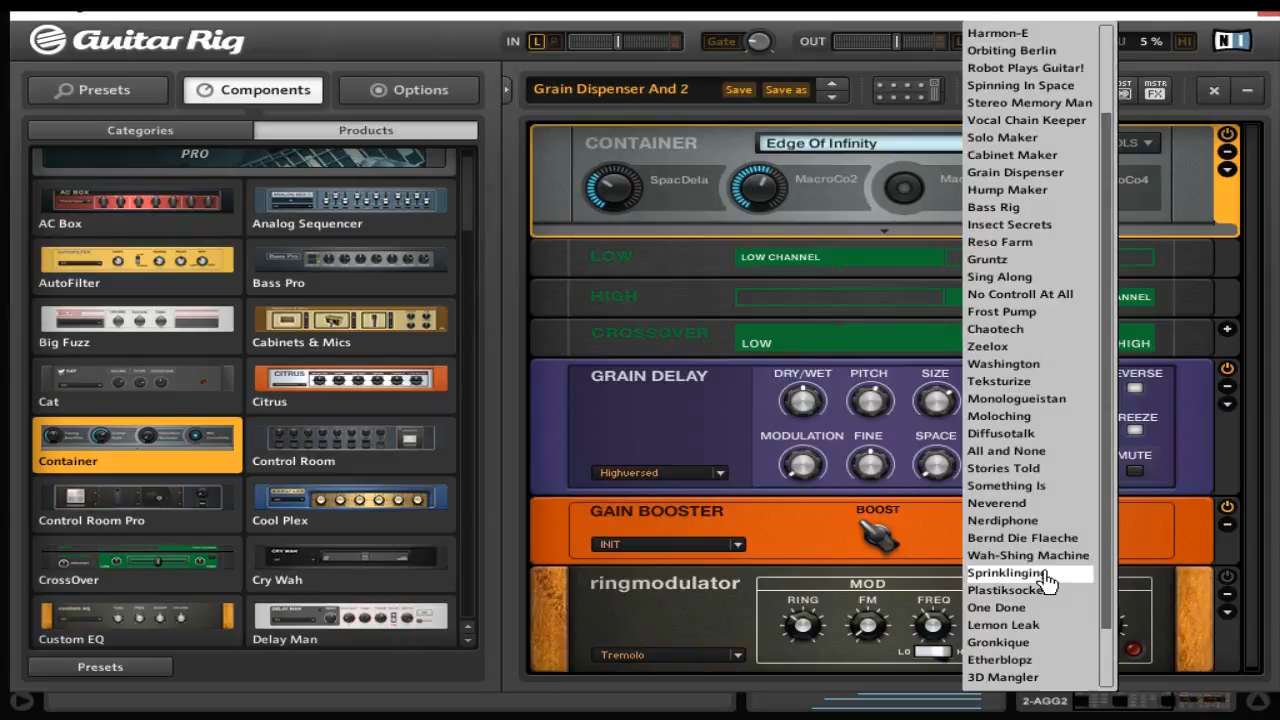 Guitar Rig
IN L R
Gate
OUT
U 5 % HI
NI
Presets
Components
Options
Categories
Products
PRO
AC Box
Analog Sequencer
AutoFilter
Bass Pro
Big Fuzz
Cabinets & Mics
Cat
Citrus
Container
Control Room
Control Room Pro
Cool Plex
CrossOver
Cry Wah
Custom EQ
Delay Man
Presets
Grain Dispenser And 2
Save
Save as
MSTR
FX
CONTAINER
Edge Of Infinity
SpacDela
MacroCo2
LOW
LOW CHANNEL
HIGH
CROSSOVER
LOW
HIGH
GRAIN DELAY
DRY/WET
PITCH
SIZE
MODULATION
FINE
SPACE
MUTE
Highversed
GAIN BOOSTER
BOOST
INIT
ringmodulator
MOD
RING
FM
FREQ
LO
Tremolo
Harmon-E
Orbiting Berlin
Robot Plays Guitar!
Spinning In Space
Stereo Memory Man
Vocal Chain Keeper
Solo Maker
Cabinet Maker
Grain Dispenser
Hump Maker
Bass Rig
Insect Secrets
Reso Farm
Gruntz
Sing Along
No Controll At All
Frost Pump
Chaotech
Zeelox
Washington
Teksturize
Monologueistan
Moloching
Diffusotalk
All and None
Stories Told
Something Is
Neverend
Nerdiphone
Bernd Die Flaeche
Wah-Shing Machine
Sprinklinging
One Done
Lemon Leak
Gronkique
Etherblopz
3D Mangler
2-AGG2